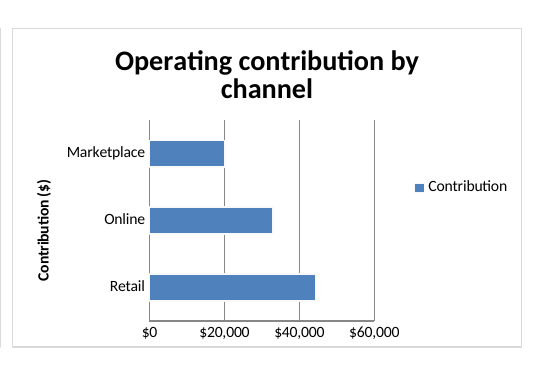 Operating contribution by
channel
Contribution ($)
Marketplace
Online
Retail
$0
$20,000
$40,000
$60,000
Contribution